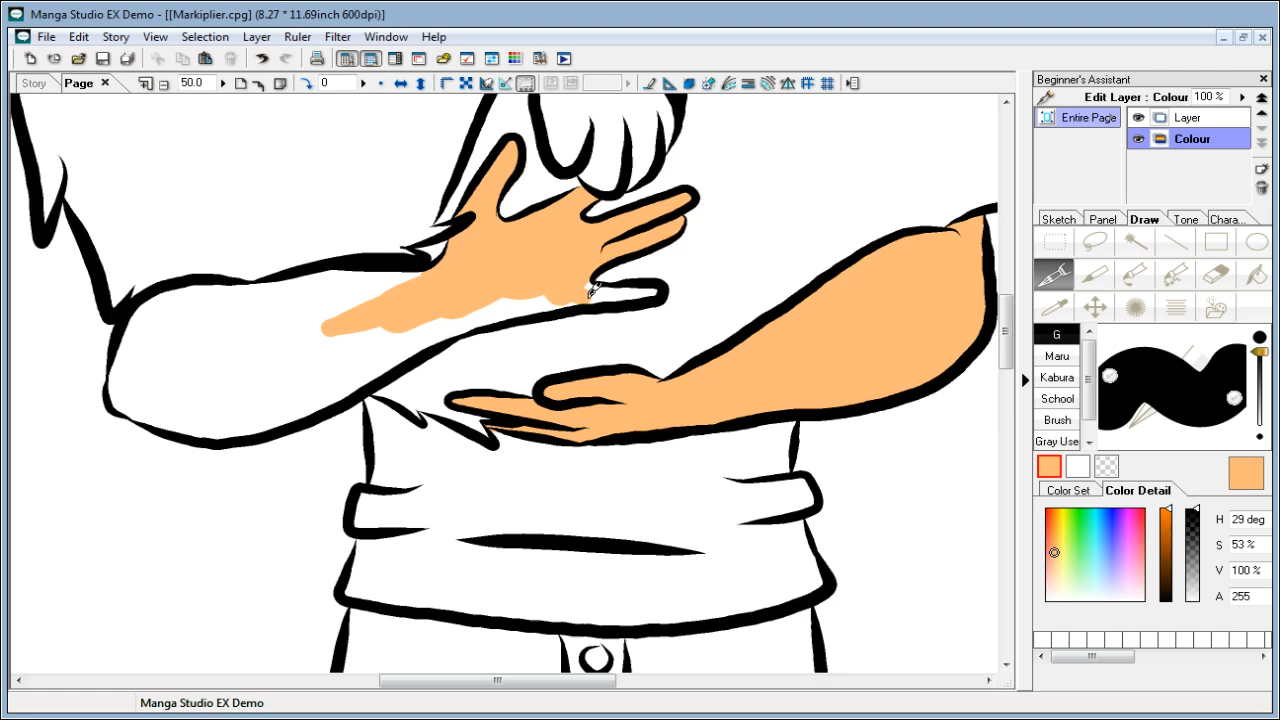 Manga Studio EX Demo - [[Markiplier.cpg] (8.27 * 11.69inch 600dpi)]
File Edit Story View Selection Layer Ruler Filter Window Help
Story Page 50.0 0
Beginner's Assistant
Edit Layer : Colour 100 %
Entire Page Layer
Colour
Sketch Panel Draw Tone Chara...
G
Maru
Kabura
School
Brush
Gray Use
Color Set Color Detail
H 29 deg
S 53 %
V 100 %
A 255
Manga Studio EX Demo